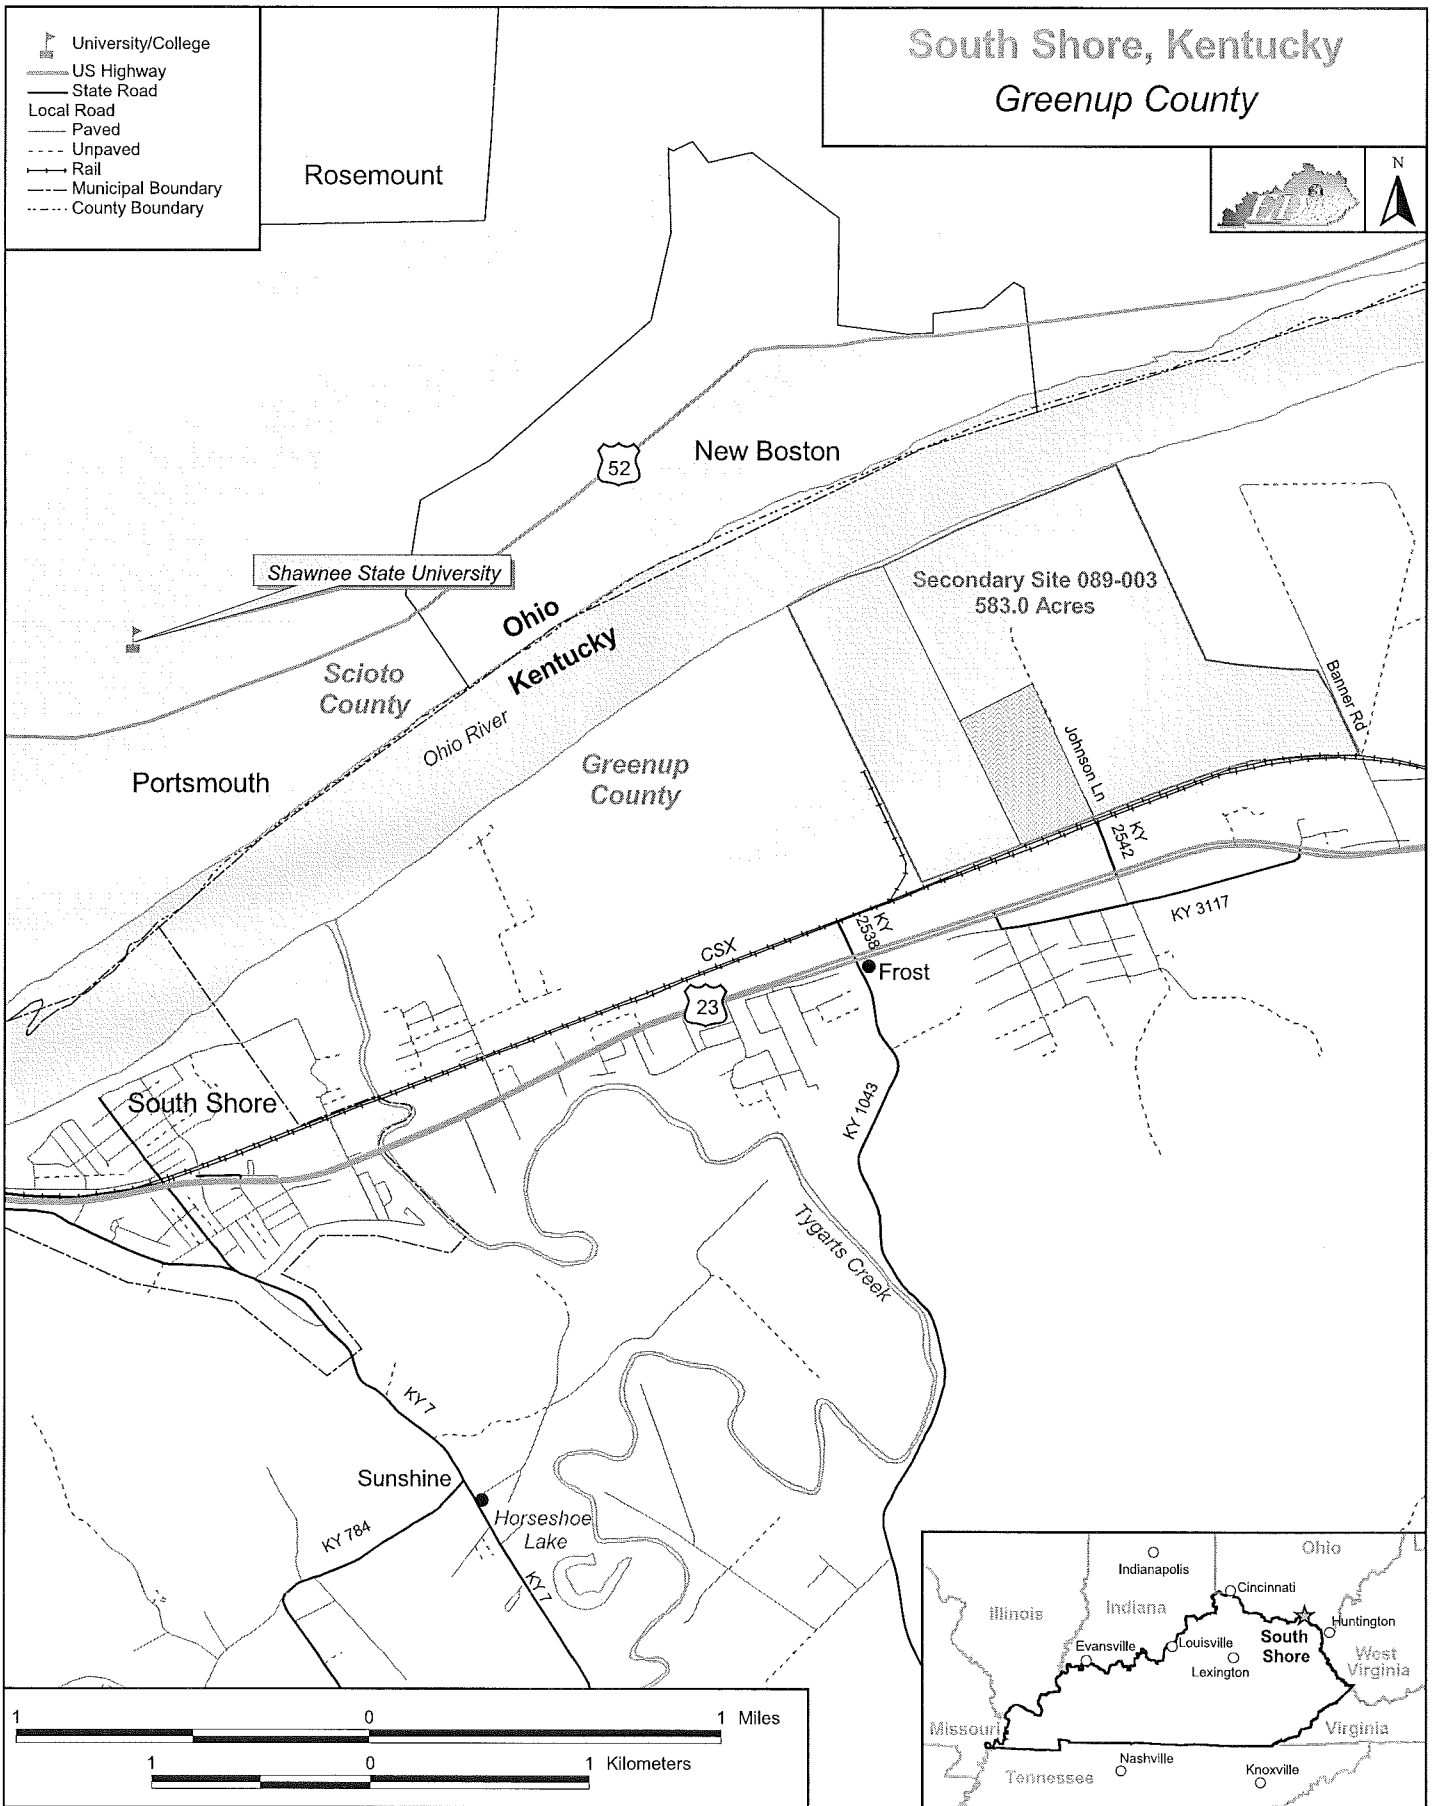 University/College
US Highway
State Road
Local Road
Paved
Unpaved
Rail
Municipal Boundary
County Boundary
South Shore, Kentucky
Greenup County
N
Rosemount
52
New Boston
Shawnee State University
Ohio
Kentucky
Scioto
County
Ohio River
Portsmouth
Greenup
County
Secondary Site 089-003
583.0 Acres
Banner Rd
Johnson Ln
KY
2542
KY 3117
KY
2538
CSX
Frost
23
South Shore
KY 1043
Tygarts Creek
KY 7
Sunshine
KY 784
Horseshoe
Lake
KY 7
1 0 1 Miles
1 0 1 Kilometers
Indianapolis
Ohio
Cincinnati
Illinois
Indiana
Huntington
Evansville
Louisville
South
Shore
Lexington
West
Virginia
Missouri
Virginia
Nashville
Tennessee
Knoxville